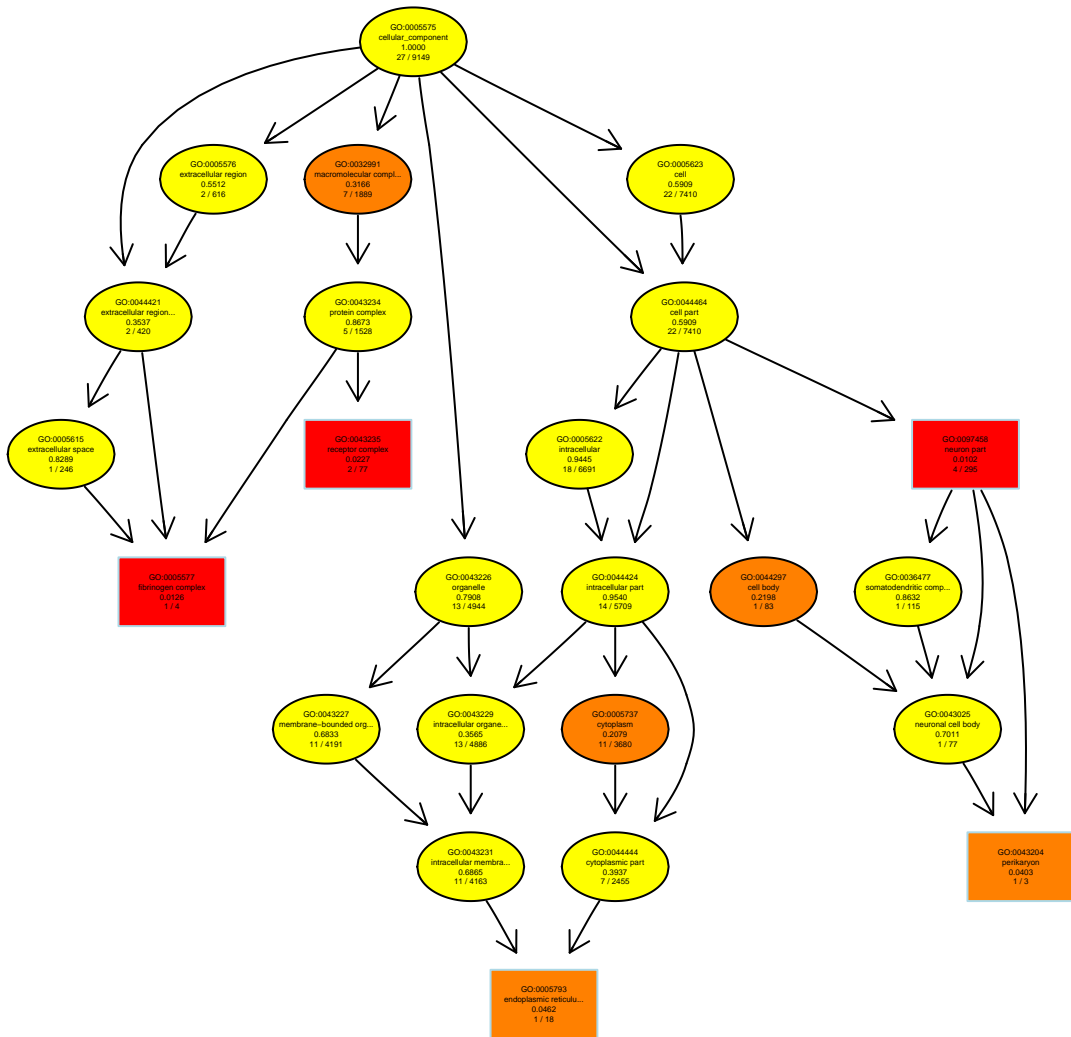 GO:0005575
cellular_component
1.0000
27 / 9149
GO:0005576
extracellular region
0.5512
2 / 616
GO:0032991
macromolecular compl...
0.3166
7 / 1889
GO:0005623
cell
0.5909
22 / 7410
GO:0044421
extracellular region...
0.3537
2 / 420
GO:0043234
protein complex
0.8673
5 / 1528
GO:0044464
cell part
0.5909
22 / 7410
GO:0005615
extracellular space
0.8289
1 / 246
GO:0043235
receptor complex
0.0227
2 / 77
GO:0005622
intracellular
0.9445
18 / 6691
GO:0097458
neuron part
0.0102
4 / 295
GO:0005577
fibrinogen complex
0.0126
1 / 4
GO:0043226
organelle
0.7908
13 / 4944
GO:0044424
intracellular part
0.9540
14 / 5709
GO:0044297
cell body
0.2198
1 / 83
GO:0036477
somatodendritic comp...
0.8632
1 / 115
GO:0043227
membrane−bounded org...
0.6833
11 / 4191
GO:0043229
intracellular organe...
0.3565
13 / 4886
GO:0005737
cytoplasm
0.2079
11 / 3680
GO:0043025
neuronal cell body
0.7011
1 / 77
GO:0043231
intracellular membra...
0.6865
11 / 4163
GO:0044444
cytoplasmic part
0.3937
7 / 2455
GO:0043204
perikaryon
0.0403
1 / 3
GO:0005793
endoplasmic reticulu...
0.0462
1 / 18